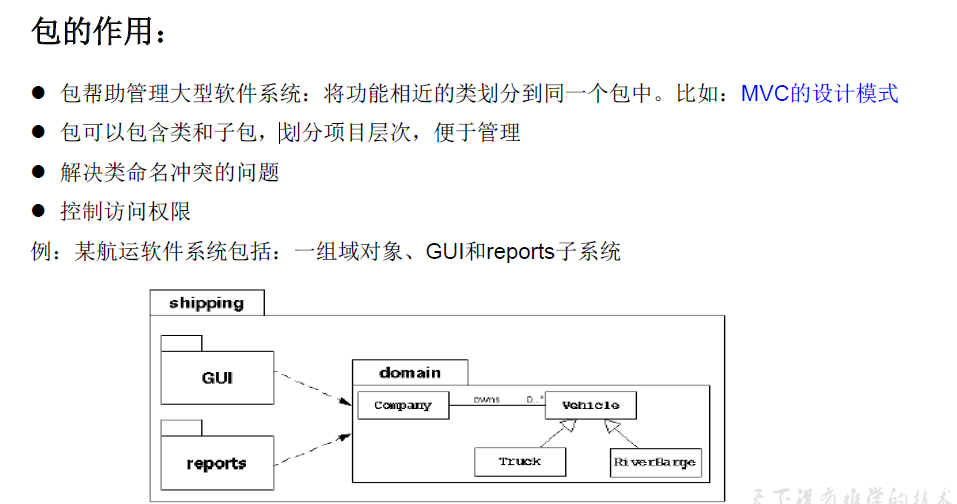 包的作用：
● 包帮助管理大型软件系统：将功能相近的类划分到同一个包中。比如：MVC的设计模式
● 包可以包含类和子包，划分项目层次，便于管理
● 解决类命名冲突的问题
● 控制访问权限
例：某航运软件系统包括：一组域对象、GUI和reports子系统
shipping
GUI
domain
Company owns 0..* Vehicle
reports
Truck RiverBarge
天下没有难学的技术